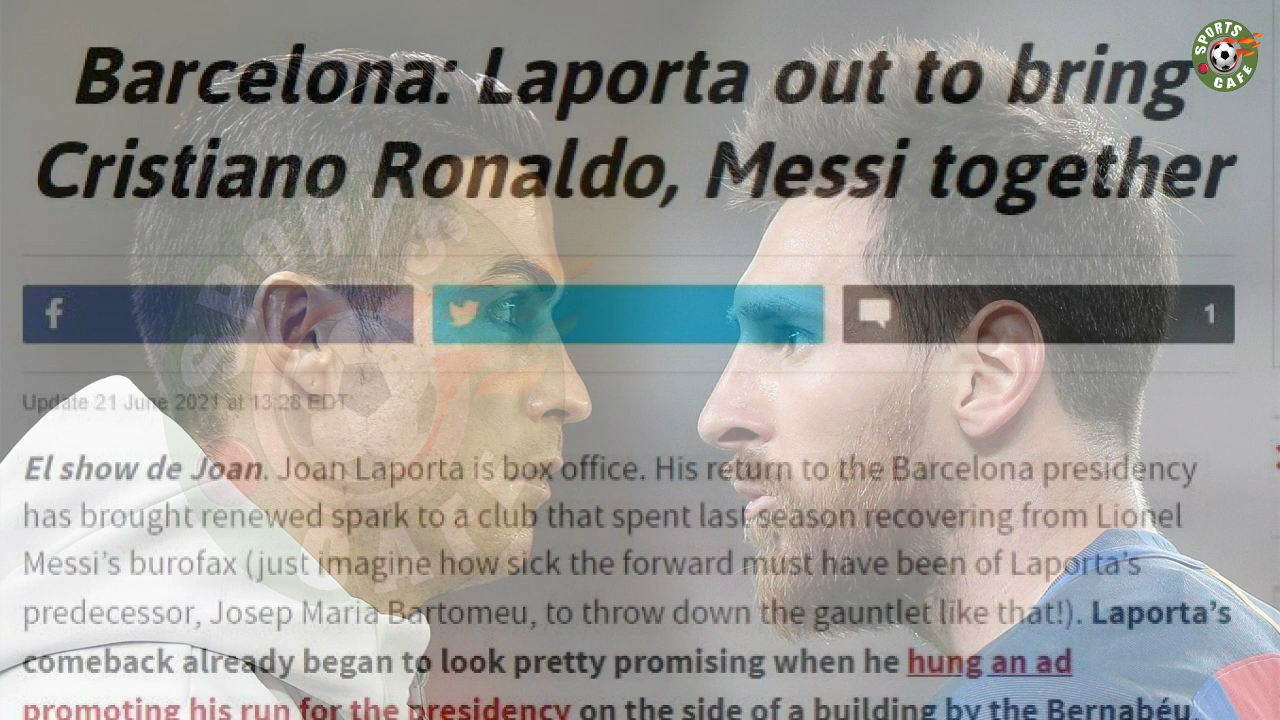 SPORTS
CAFE
Barcelona: Laporta out to bring
Cristiano Ronaldo, Messi together
1
Update 21 June 2021 at 13:28 EDT
El show de Joan. Joan Laporta is box office. His return to the Barcelona presidency
has brought renewed spark to a club that spent last season recovering from Lionel
Messi’s burofax (just imagine how sick the forward must have been of Laporta’s
predecessor, Josep Maria Bartomeu, to throw down the gauntlet like that!). Laporta’s
comeback already began to look pretty promising when he hung an ad
promoting his run for the presidency on the side of a building by the Bernabéu
SPORTS
CAFE